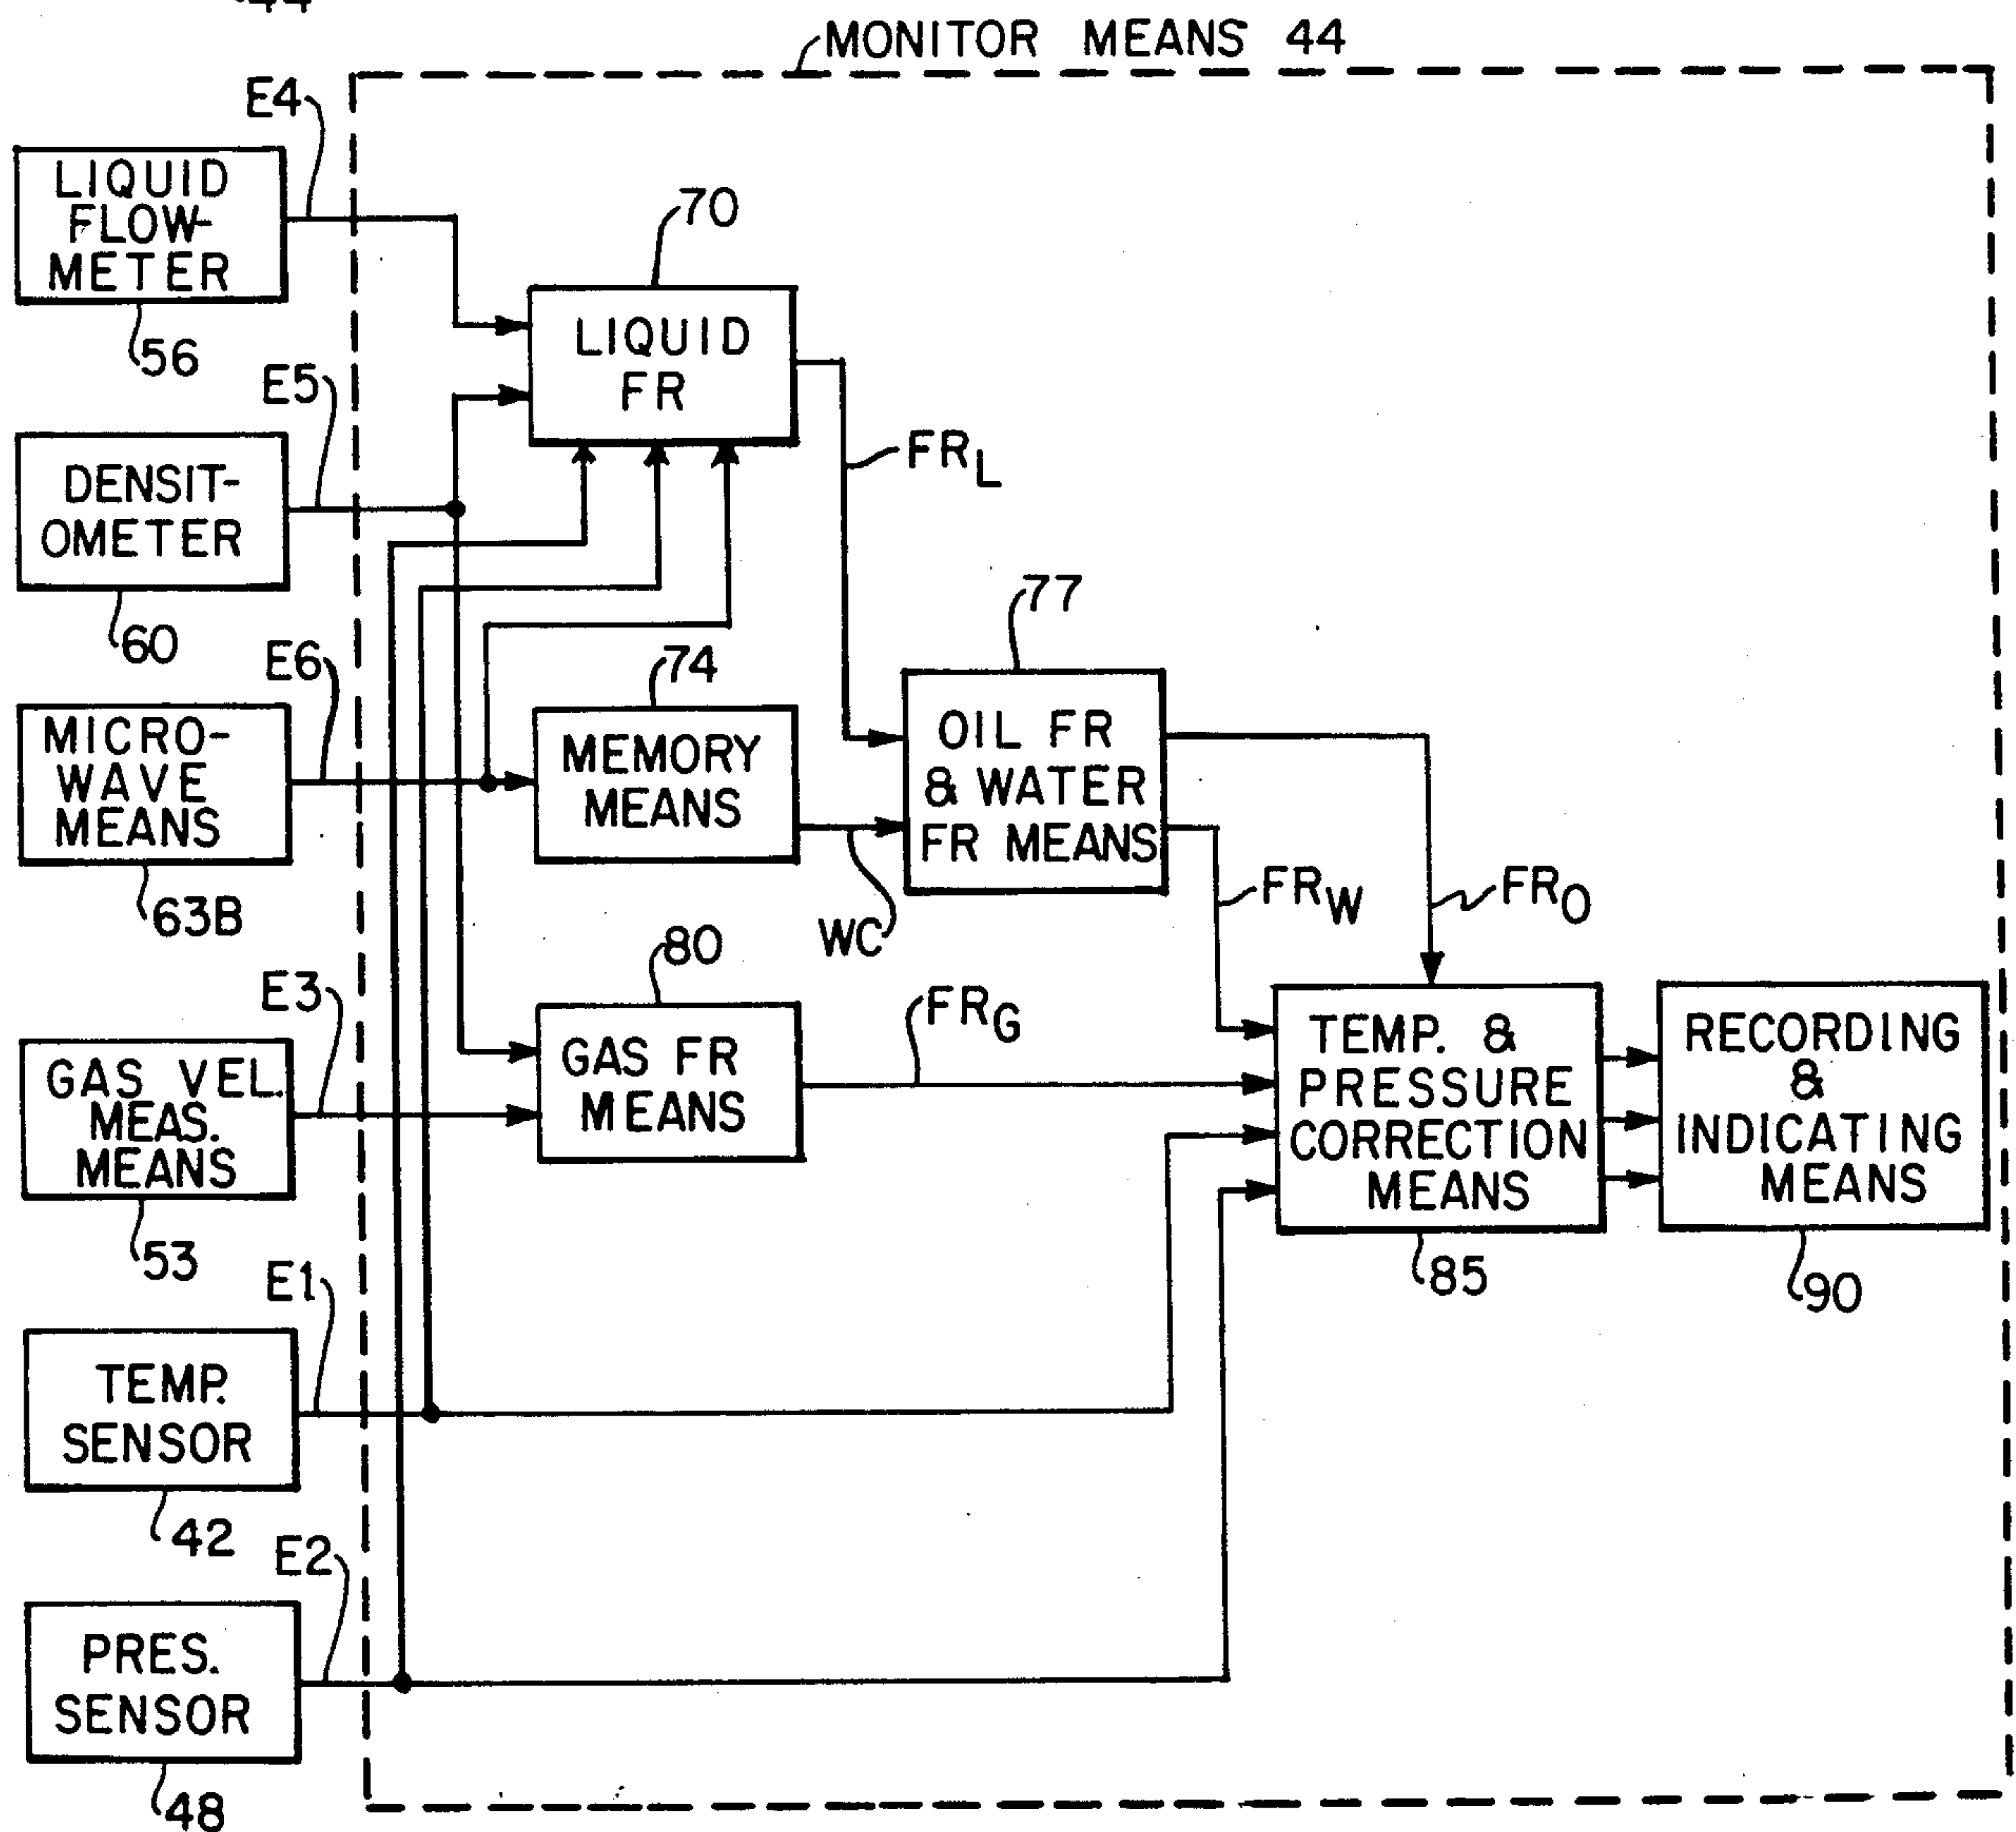 44
MONITOR MEANS 44
E4
LIQUID
FLOW-
METER
56
70
LIQUID
FR
E5
DENSIT-
OMETER
60
FRL
77
E6
74
MICRO-
WAVE
MEANS
63B
MEMORY
MEANS
OIL FR
& WATER
FR MEANS
WC
FRW
FRO
80
E3
GAS VEL.
MEAS.
MEANS
53
GAS FR
MEANS
FRG
TEMP. &
PRESSURE
CORRECTION
MEANS
85
RECORDING
&
INDICATING
MEANS
90
E1
TEMP.
SENSOR
42
E2
PRES.
SENSOR
48